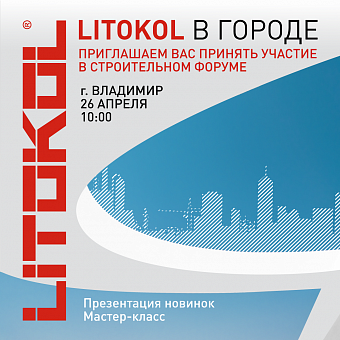 LITOKOL
®
LITOKOL В ГОРОДЕ
ПРИГЛАШАЕМ ВАС ПРИНЯТЬ УЧАСТИЕ
В СТРОИТЕЛЬНОМ ФОРУМЕ
г. ВЛАДИМИР
26 АПРЕЛЯ
10:00
Презентация новинок
Мастер-класс